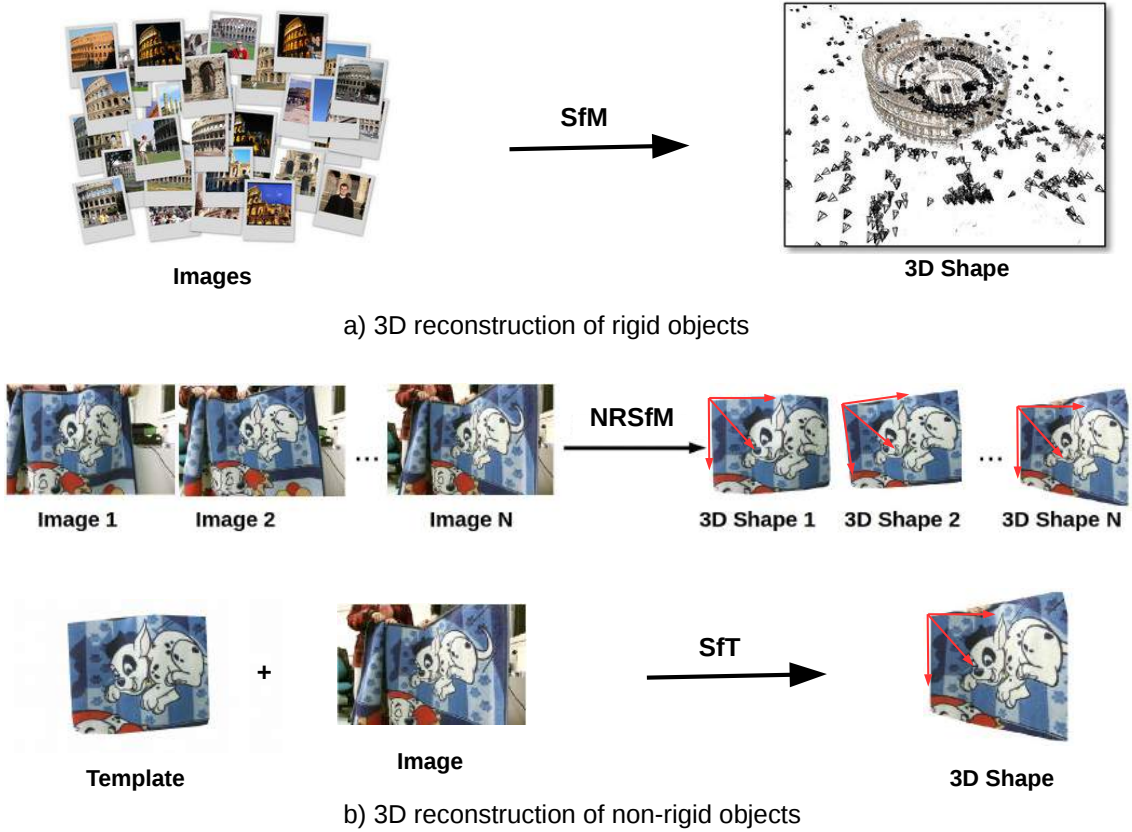 SfM
Images
3D Shape
a) 3D reconstruction of rigid objects
NRSfM
...
...
Image 1
Image 2
Image N
3D Shape 1
3D Shape 2
3D Shape N
SfT
+
Template
Image
3D Shape
b) 3D reconstruction of non-rigid objects